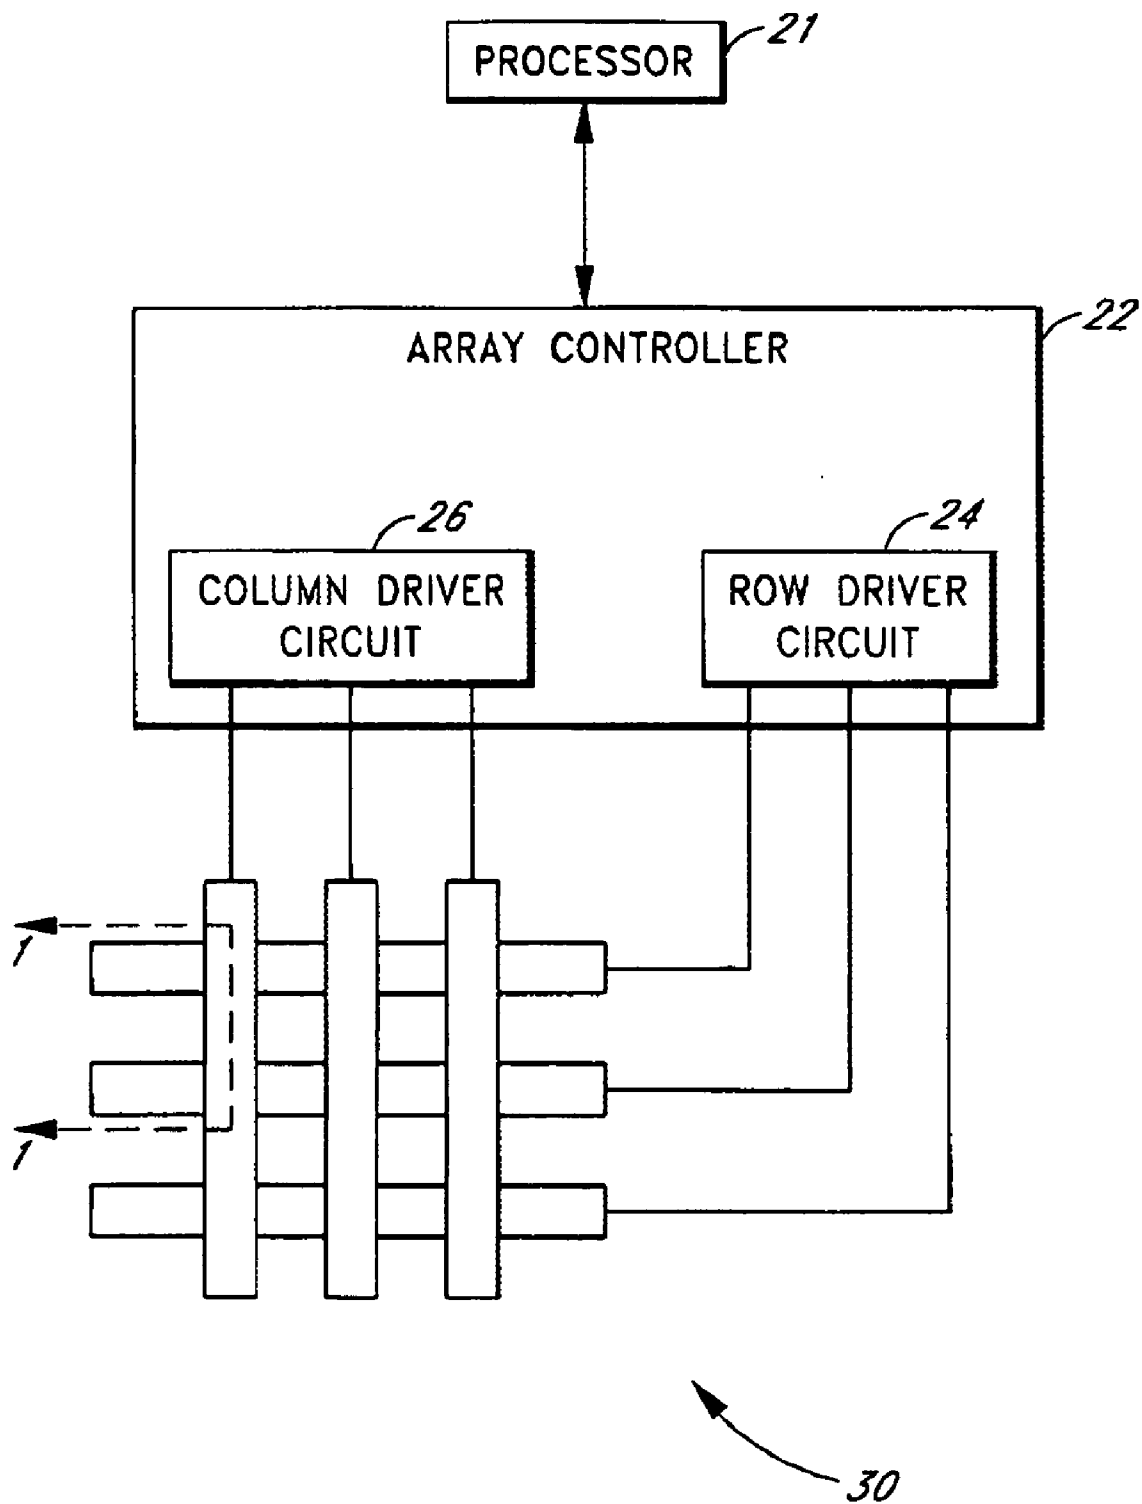 21
PROCESSOR
22
ARRAY CONTROLLER
26
24
COLUMN DRIVER
CIRCUIT
ROW DRIVER
CIRCUIT
1
1
30